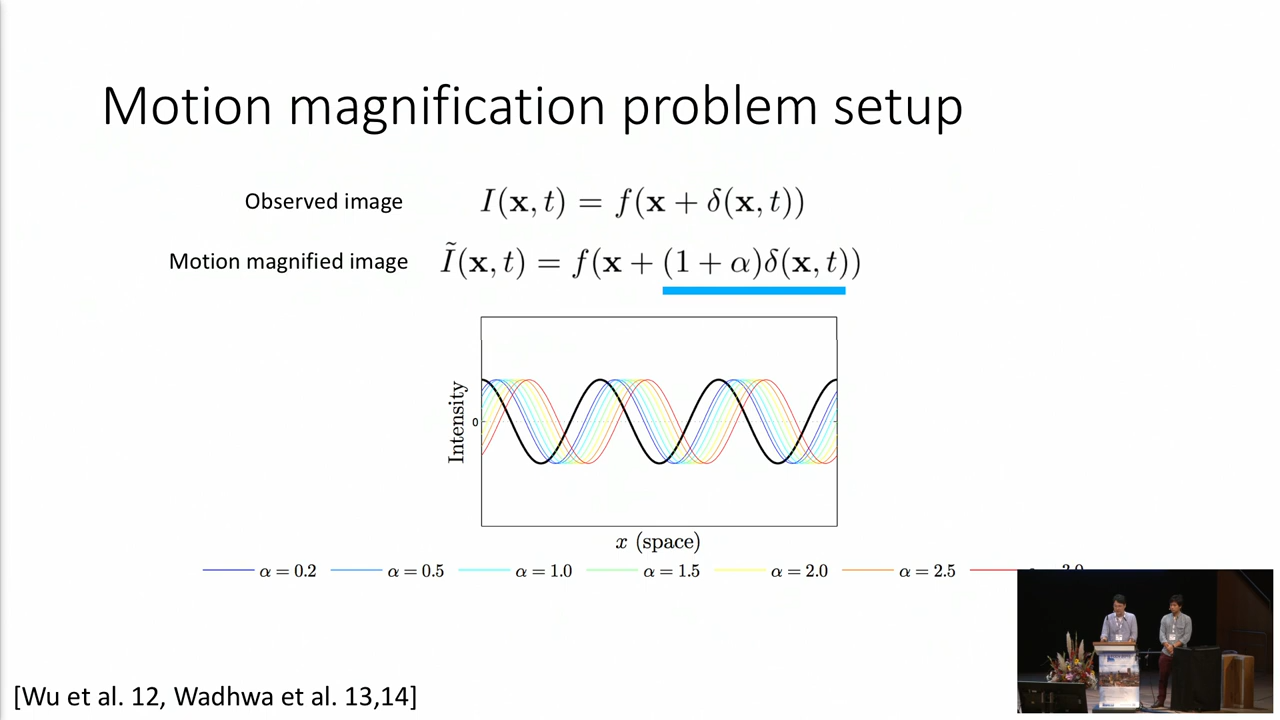 Motion magnification problem setup
Observed image I(x, t) = f(x + δ(x, t))
Motion magnified image Ĩ(x, t) = f(x + (1 + α)δ(x, t))
Intensity
0
x (space)
α = 0.2 α = 0.5 α = 1.0 α = 1.5 α = 2.0 α = 2.5
[Wu et al. 12, Wadhwa et al. 13,14]